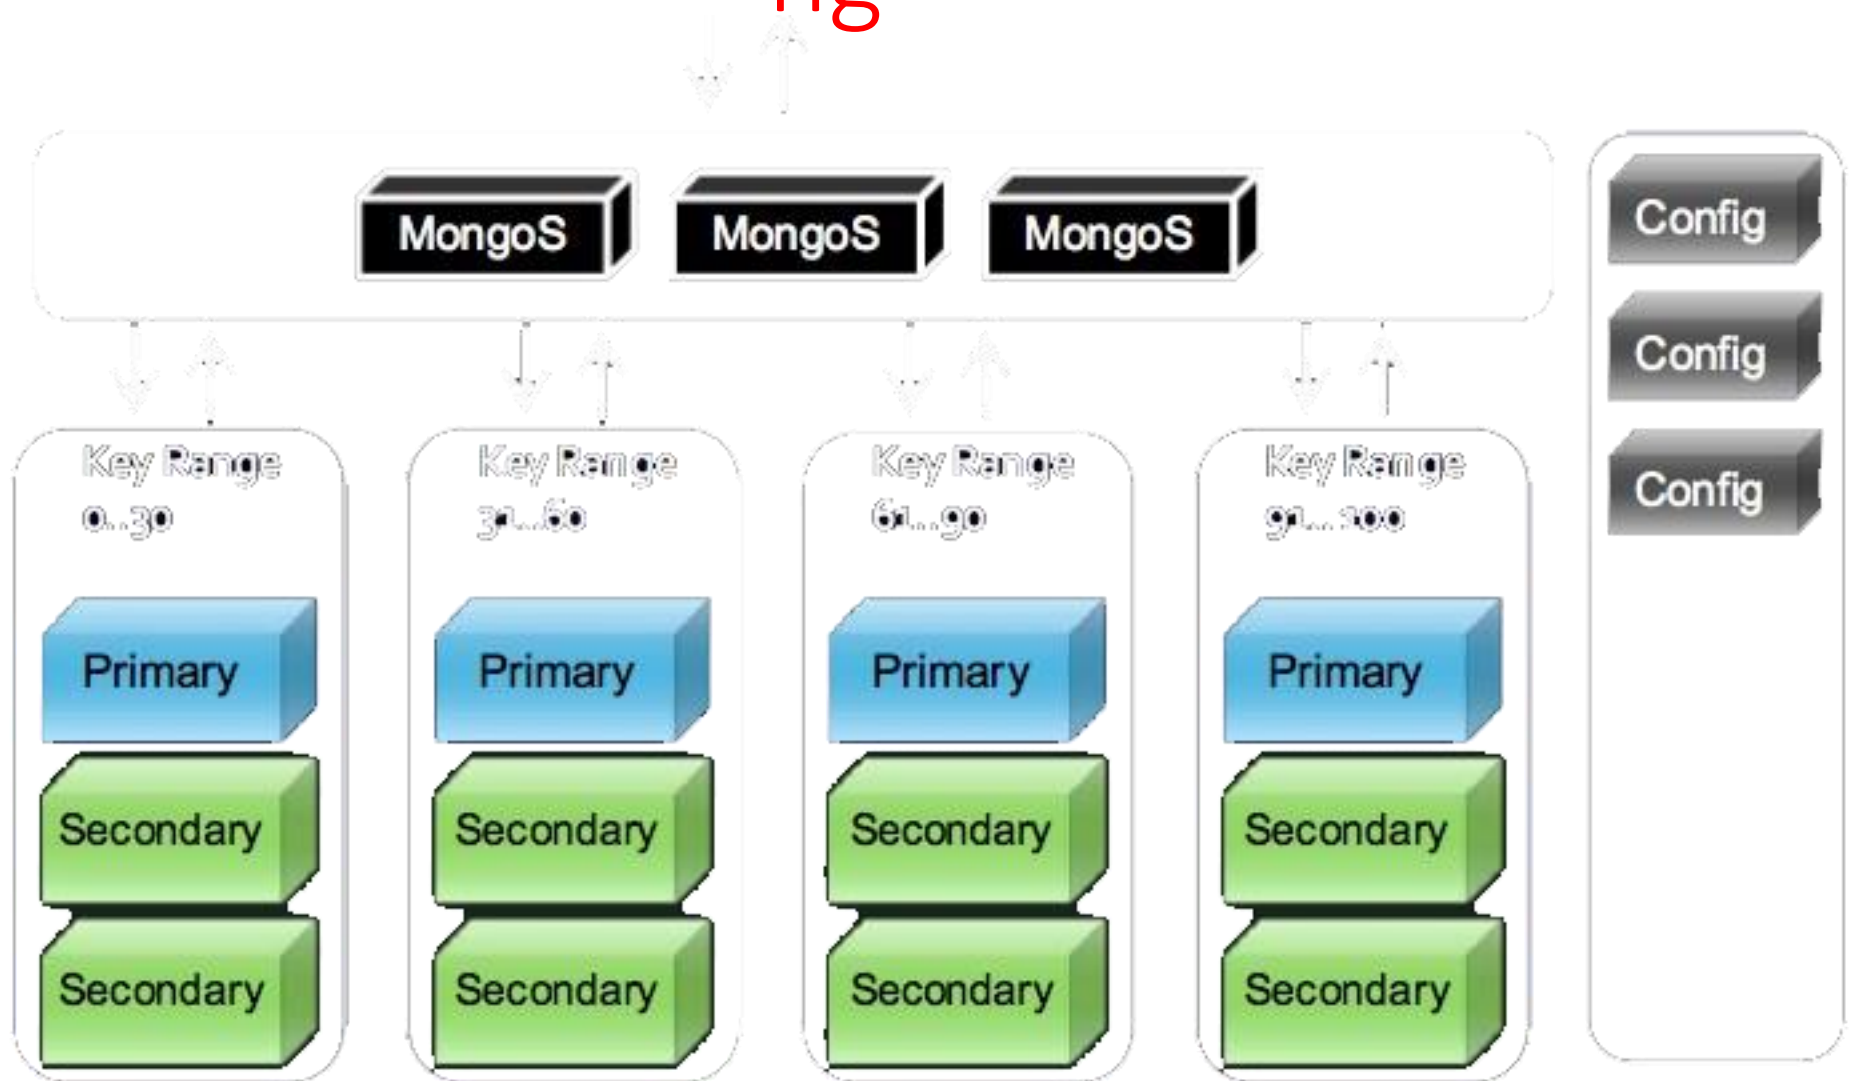 MongoS MongoS MongoS
Config
Config
Config
Key Range
0..30
Key Range
31..60
Key Range
61..90
Key Range
91.. 100
Primary Primary Primary Primary
Secondary Secondary Secondary Secondary
Secondary Secondary Secondary Secondary